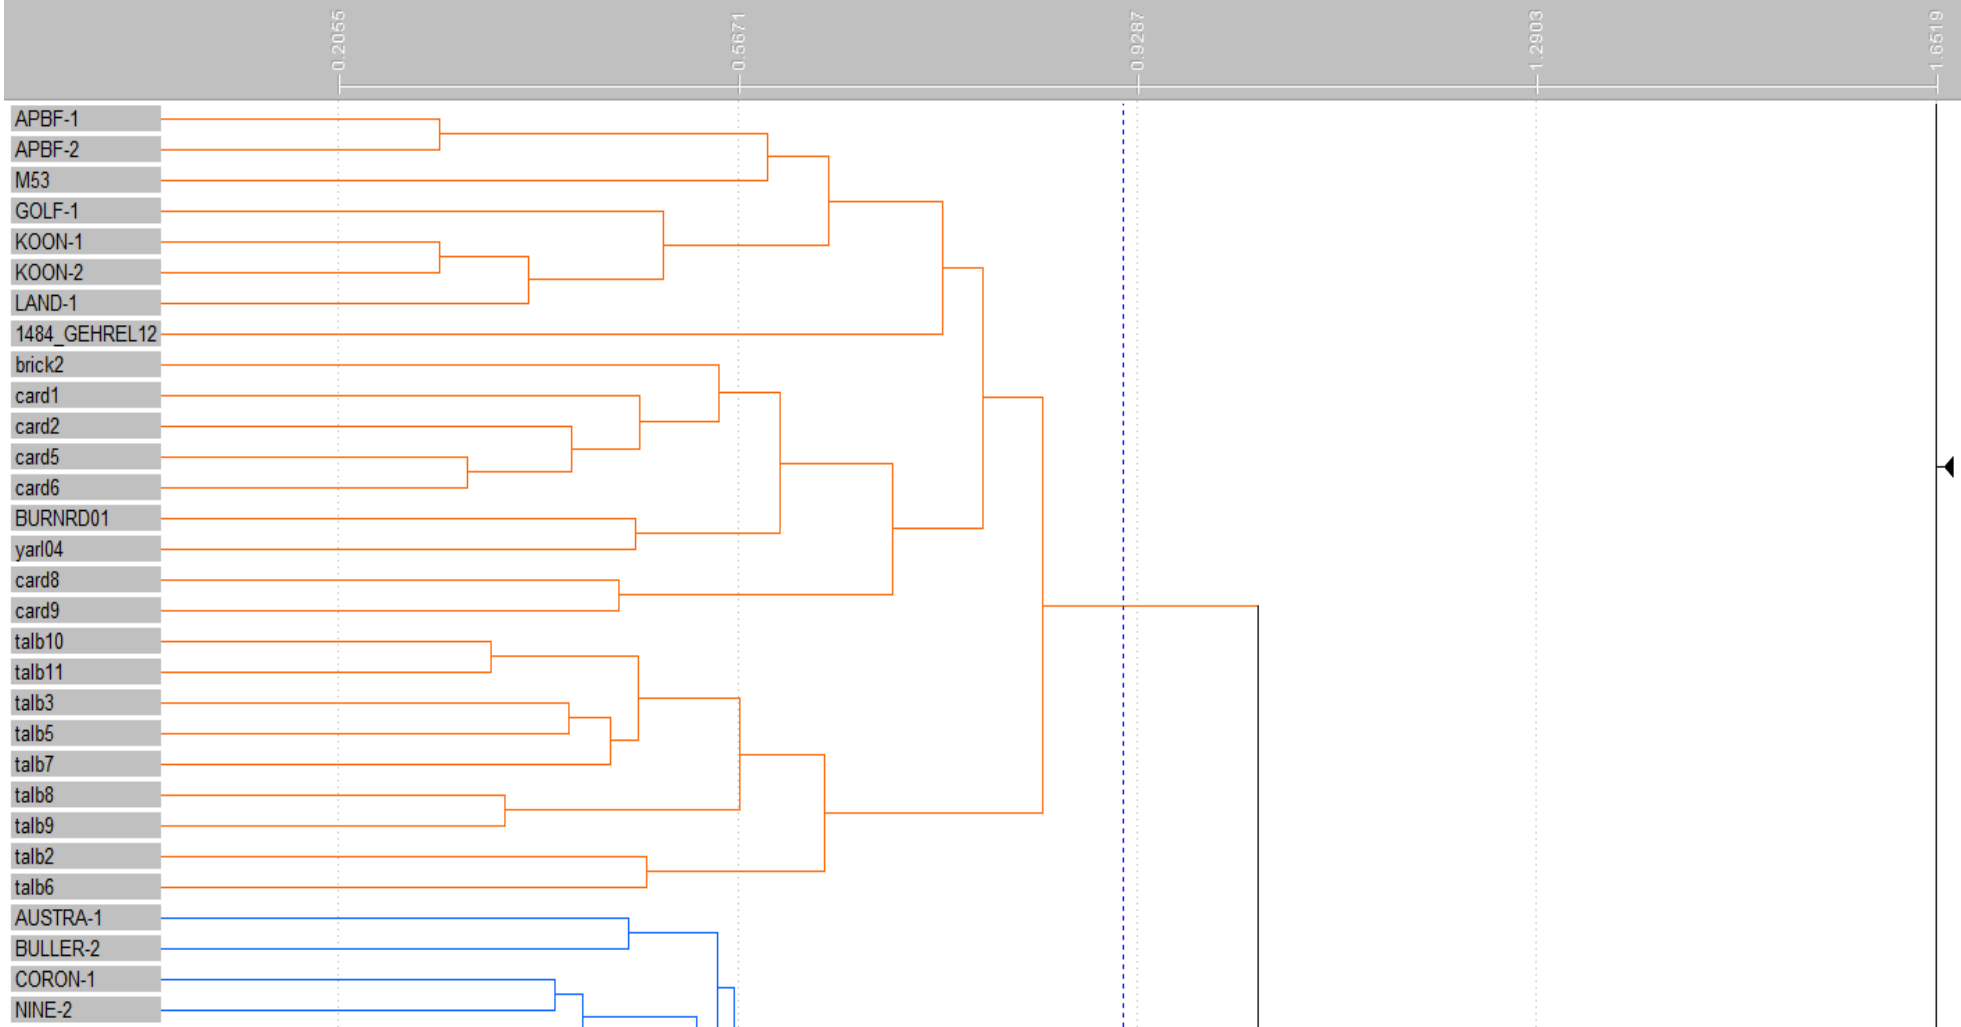 0.2055 0.5671 0.9287 1.2903 1.6519
APBF-1
APBF-2
M53
GOLF-1
KOON-1
KOON-2
LAND-1
1484_GEHREL12
brick2
card1
card2
card5
card6
BURNRD01
yarl04
card8
card9
talb10
talb11
talb3
talb5
talb7
talb8
talb9
talb2
talb6
AUSTRA-1
BULLER-2
CORON-1
NINE-2